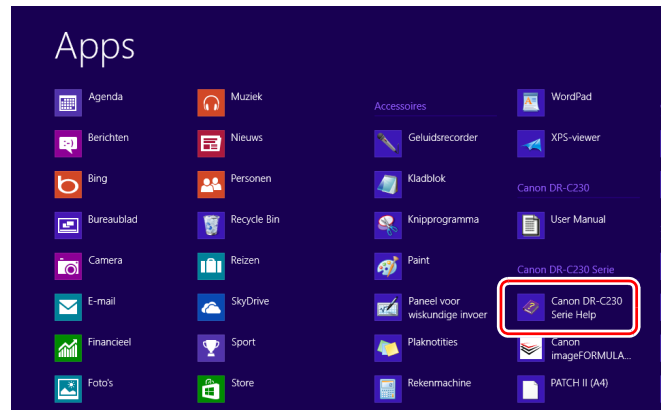 Apps
Agenda
Berichten
Bing
Bureaublad
Camera
E-mail
Financieel
Foto's
Muziek
Nieuws
Personen
Recycle Bin
Reizen
SkyDrive
Sport
Store
Accessoires
Geluidsrecorder
Kladblok
Knipprogramma
Paint
Paneel voor
wiskundige invoer
Plaknotities
Rekenmachine
WordPad
XPS-viewer
Canon DR-C230
User Manual
Canon DR-C230 Serie
Canon DR-C230
Serie Help
Canon
imageFORMULA...
PATCH II (A4)